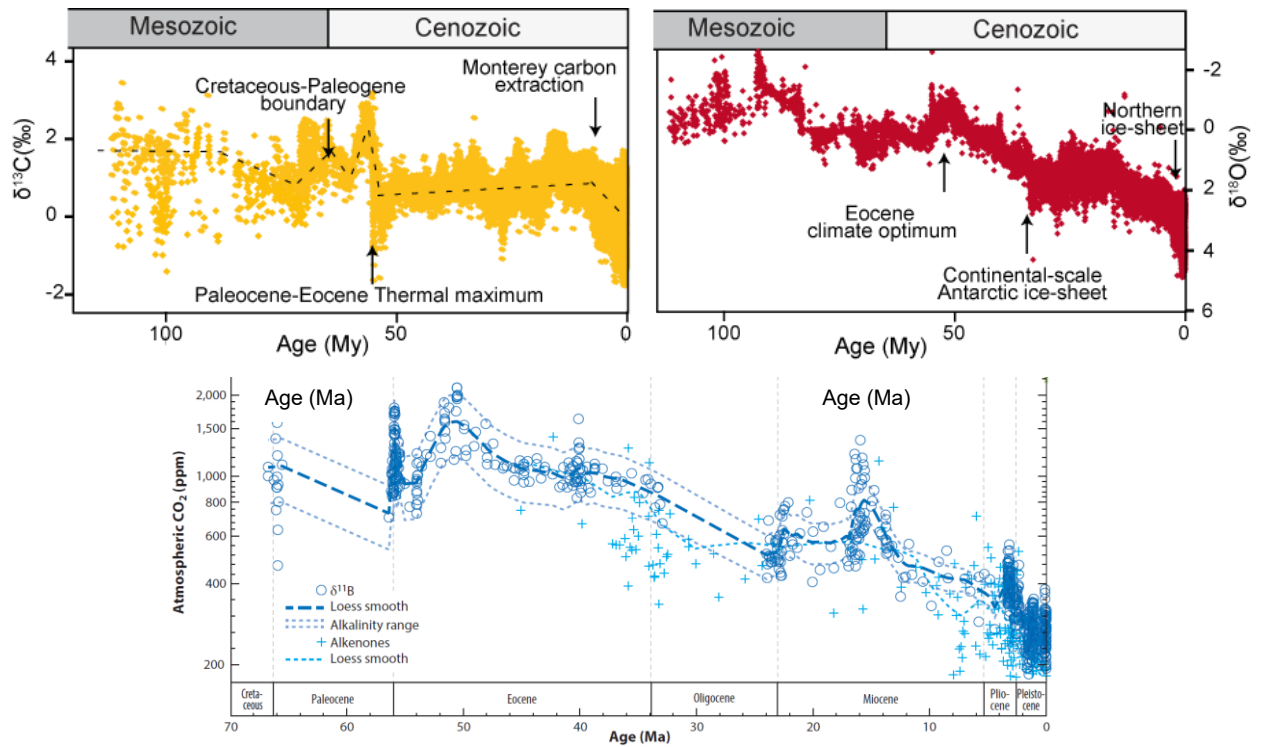 Mesozoic
Cenozoic
4
2
0
-2
δ¹³C(‰)
Cretaceous-Paleogene
boundary
Monterey carbon
extraction
Paleocene-Eocene Thermal maximum
100
50
0
Age (My)
Mesozoic
Cenozoic
-2
0
2
4
6
δ¹⁸O(‰)
Northern
ice-sheet
Eocene
climate optimum
Continental-scale
Antarctic ice-sheet
100
50
0
Age (My)
Age (Ma)
Age (Ma)
2,000
1,500
1,000
800
600
400
200
Atmospheric CO₂ (ppm)
δ¹¹B
Loess smooth
Alkalinity range
Alkenones
Loess smooth
Creta-
ceous
Paleocene
Eocene
Oligocene
Miocene
Plio-
cene
Pleisto-
cene
70
60
50
40
30
20
10
0
Age (Ma)